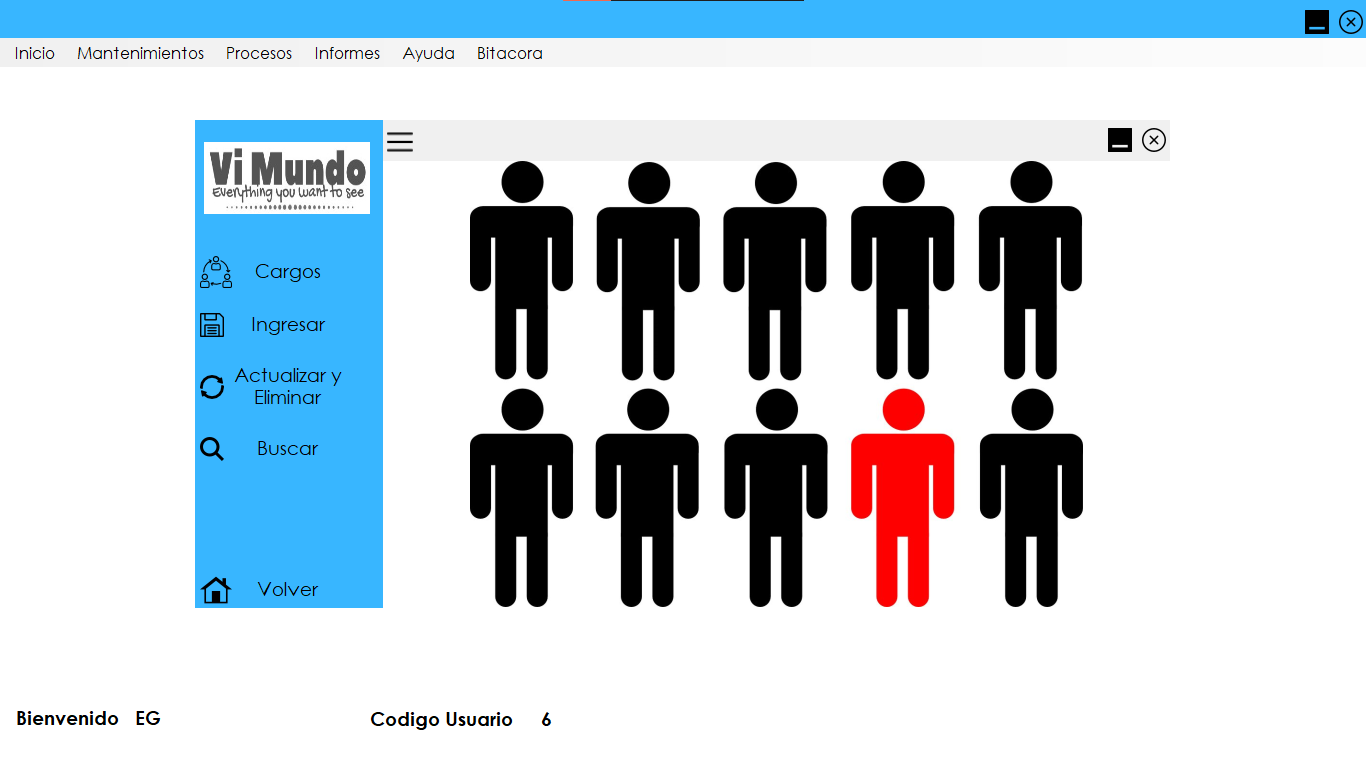 Inicio Mantenimientos Procesos Informes Ayuda Bitacora
Vi Mundo
Everything you want to see
Cargos
Ingresar
Actualizar y
Eliminar
Buscar
Volver
Bienvenido EG Codigo Usuario 6